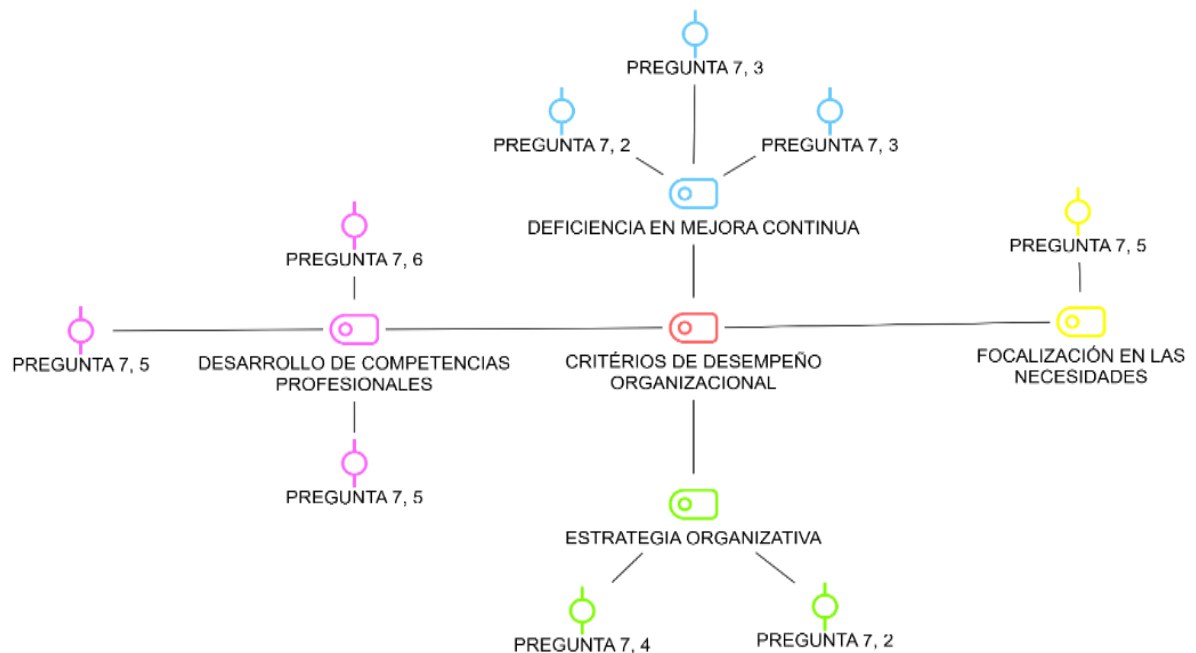 PREGUNTA 7, 3
PREGUNTA 7, 2
PREGUNTA 7, 3
DEFICIENCIA EN MEJORA CONTINUA
PREGUNTA 7, 6
PREGUNTA 7, 5
PREGUNTA 7, 5
DESARROLLO DE COMPETENCIAS
PROFESIONALES
CRITÉRIOS DE DESEMPEÑO
ORGANIZACIONAL
FOCALIZACIÓN EN LAS
NECESIDADES
PREGUNTA 7, 5
ESTRATEGIA ORGANIZATIVA
PREGUNTA 7, 4
PREGUNTA 7, 2